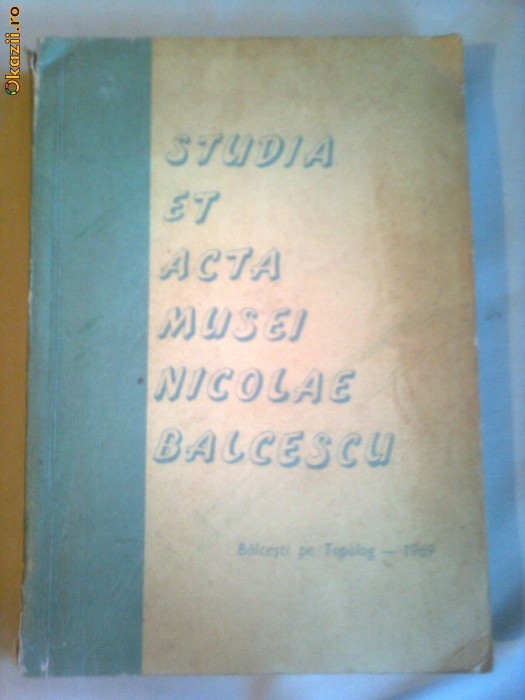 Okazii.ro
STUDIA
ET
ACTA
MUSEI
NICOLAE
BALCESCU
Bălcești pe Topolog — 1969